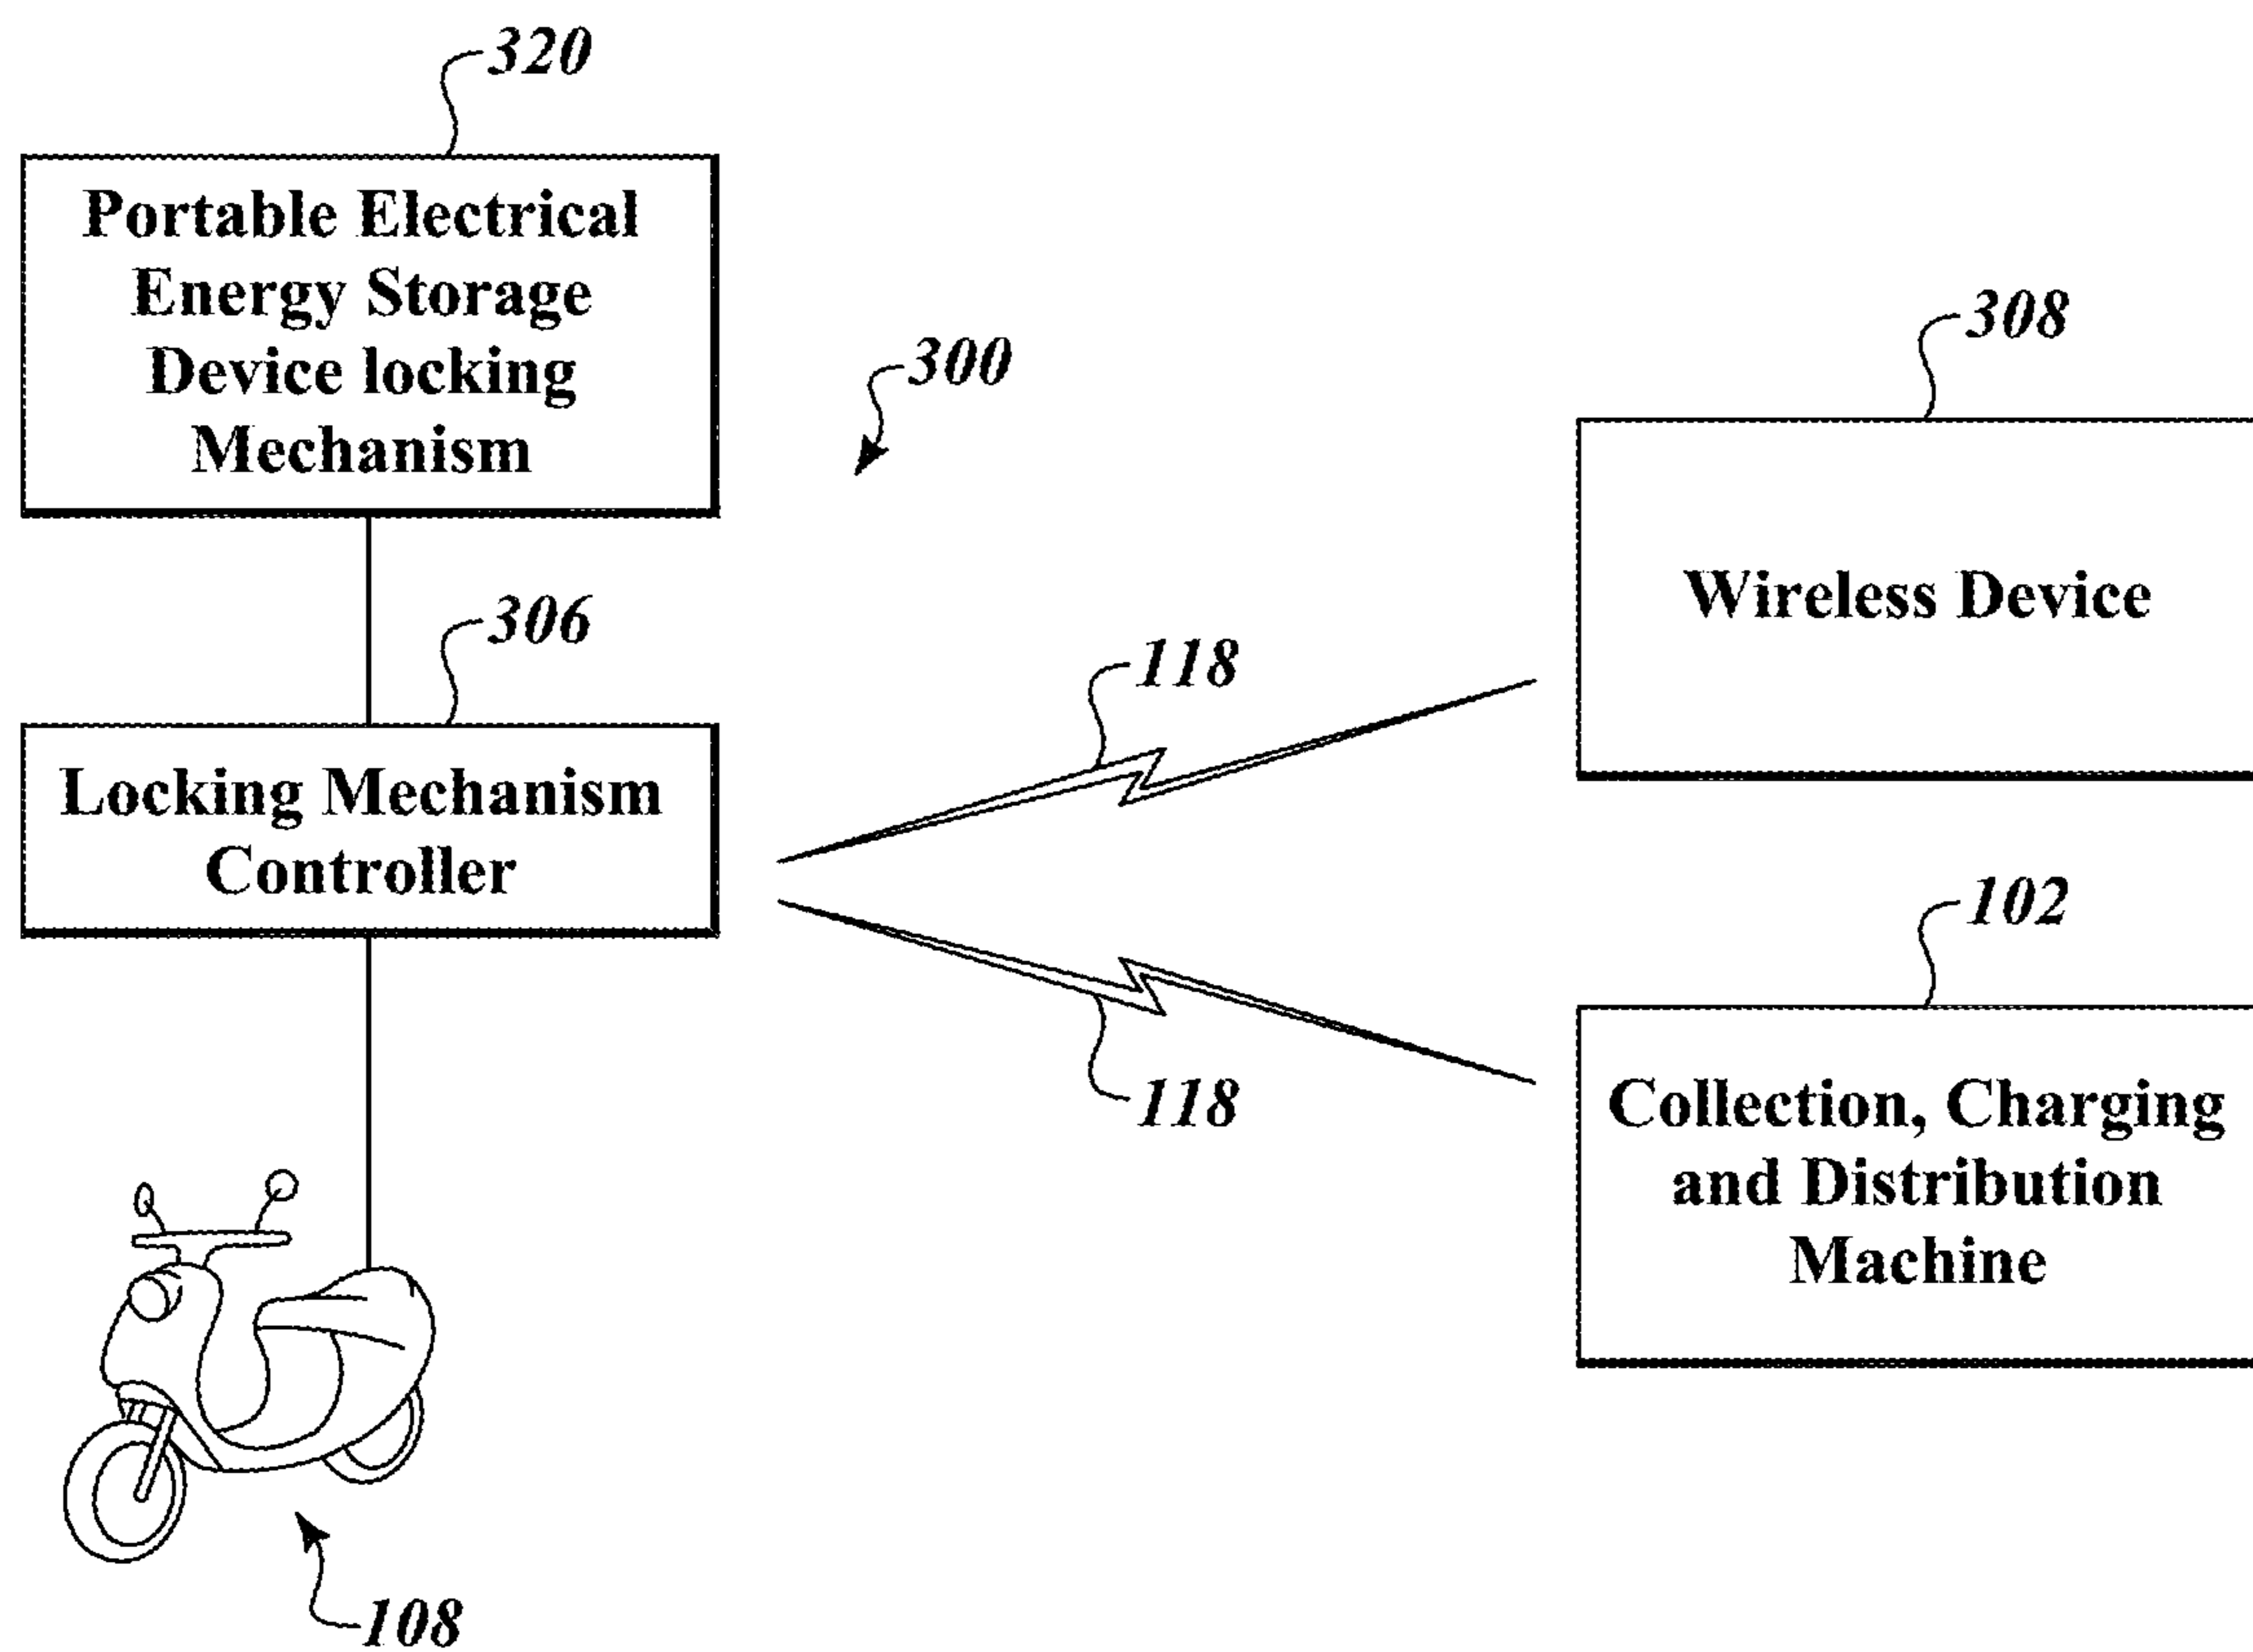 320
Portable Electrical
Energy Storage
Device locking
Mechanism
300
308
Wireless Device
306
118
Locking Mechanism
Controller
102
118
Collection, Charging
and Distribution
Machine
108